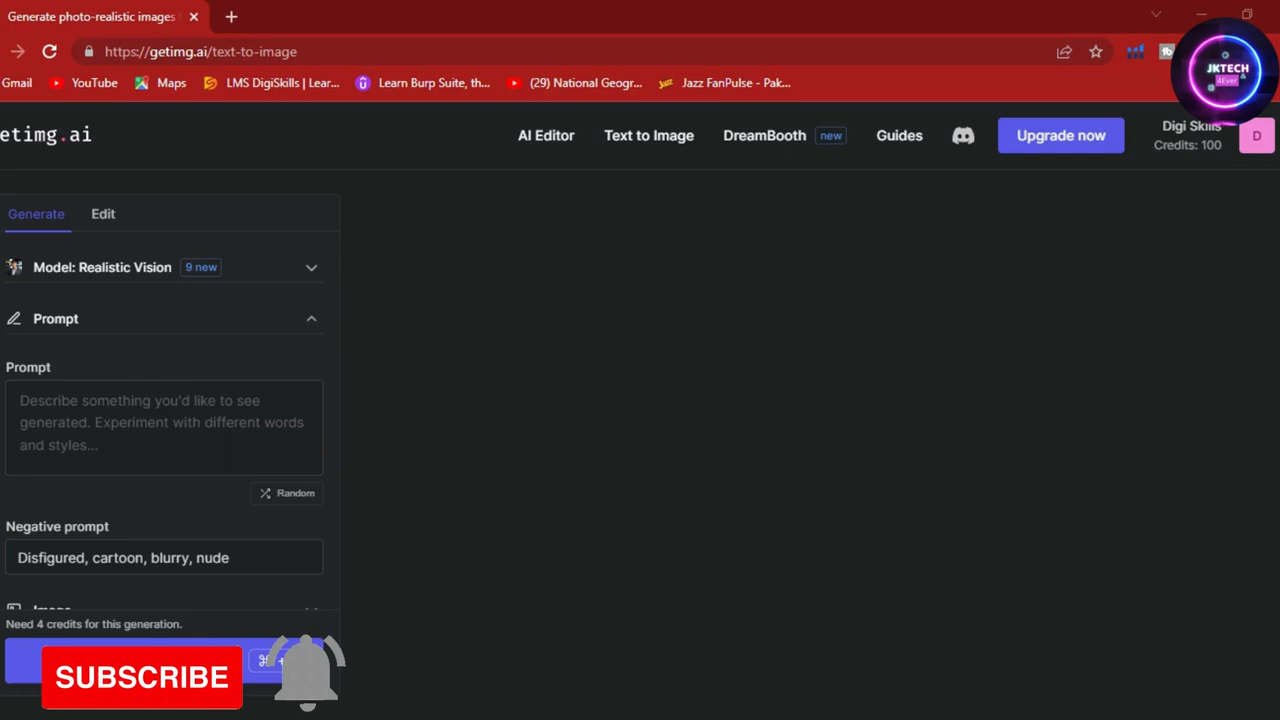 Generate photo-realistic images
https://getimg.ai/text-to-image
Gmail
YouTube
Maps
LMS DigiSkills | Lear...
Learn Burp Suite, the...
(29) National Geogr...
Jazz FanPulse - Pak...
JKTECH
4Ever
etimg.ai
AI Editor
Text to Image
DreamBooth
new
Guides
Upgrade now
Digi Skills
Credits: 100
D
Generate
Edit
Model: Realistic Vision
9 new
Prompt
Prompt
Describe something you'd like to see
generated. Experiment with different words
and styles...
Random
Negative prompt
Disfigured, cartoon, blurry, nude
Image
Need 4 credits for this generation.
⌘ +
SUBSCRIBE